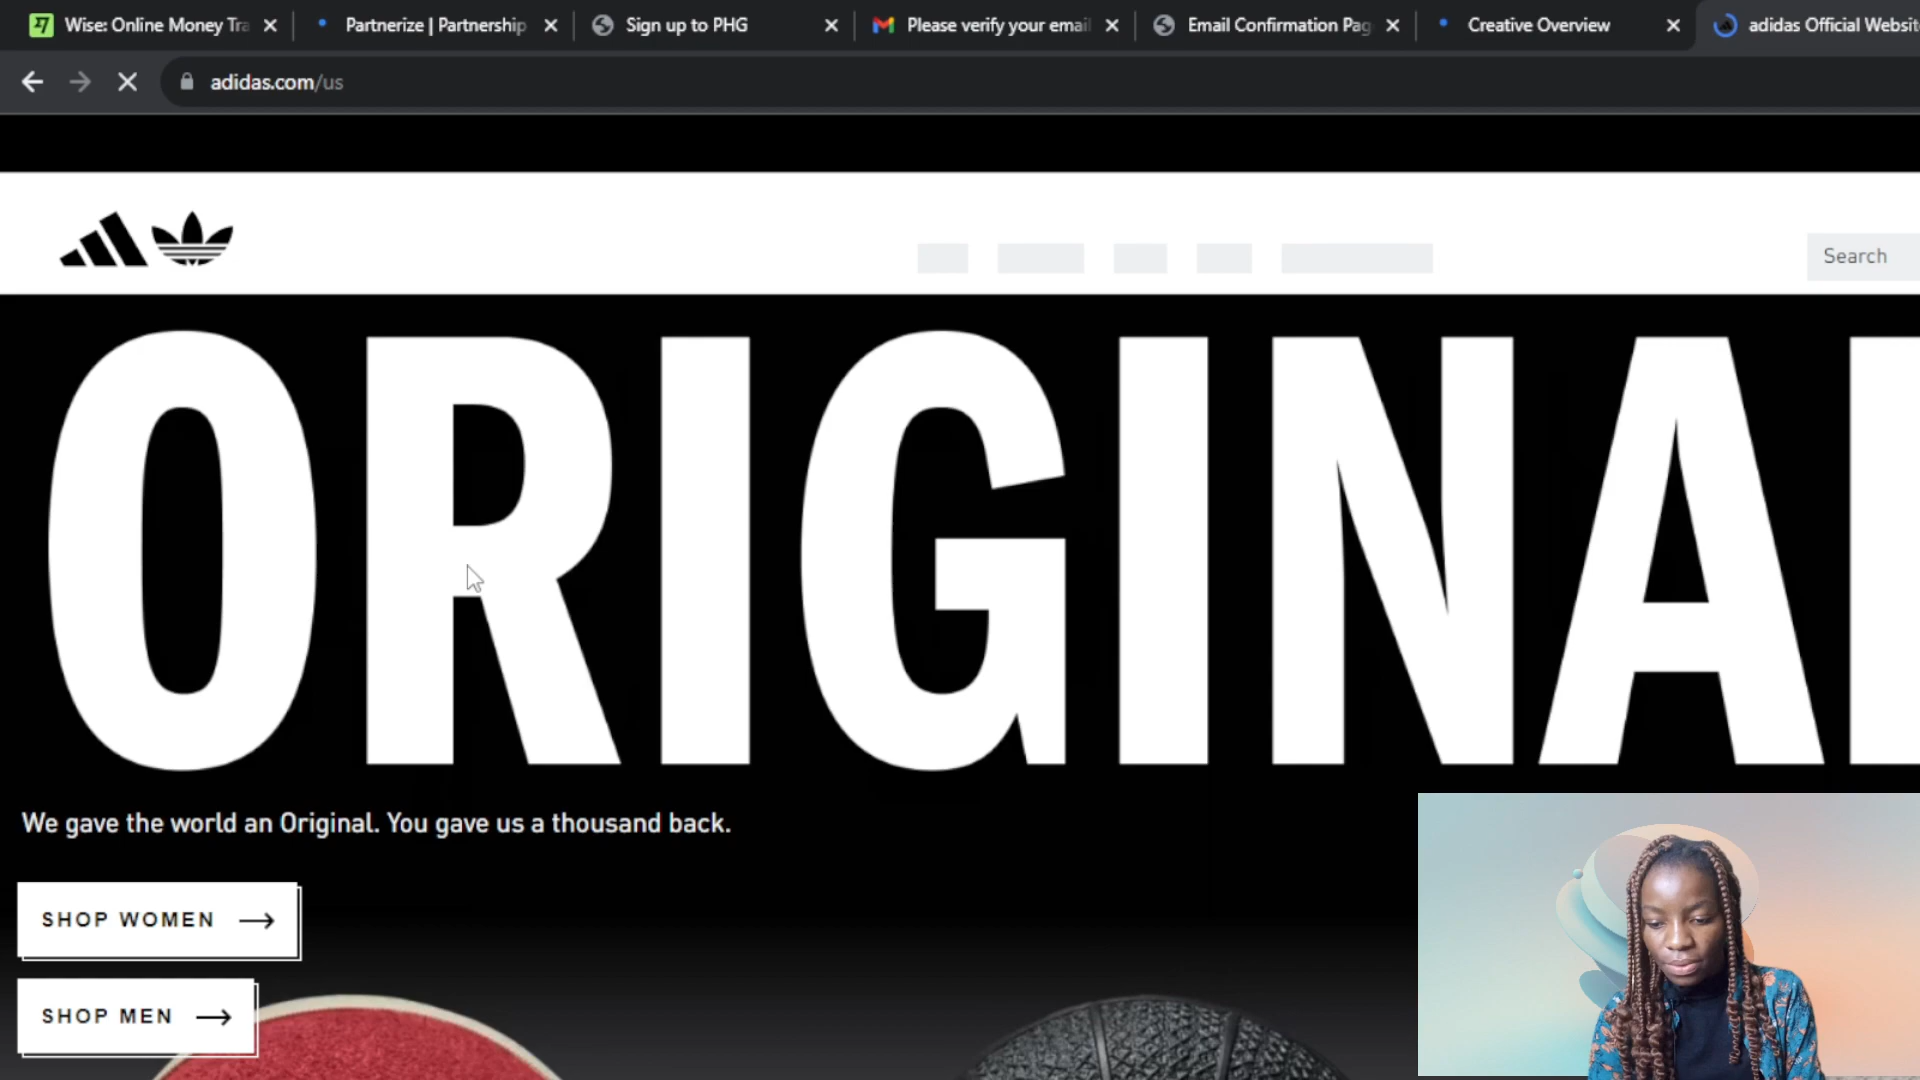 Wise: Online Money Tra
Partnerize | Partnership
Sign up to PHG
Please verify your email
Email Confirmation Pag
Creative Overview
adidas Official Website
adidas.com/us
Search
ORIGINAL
We gave the world an Original. You gave us a thousand back.
SHOP WOMEN
SHOP MEN